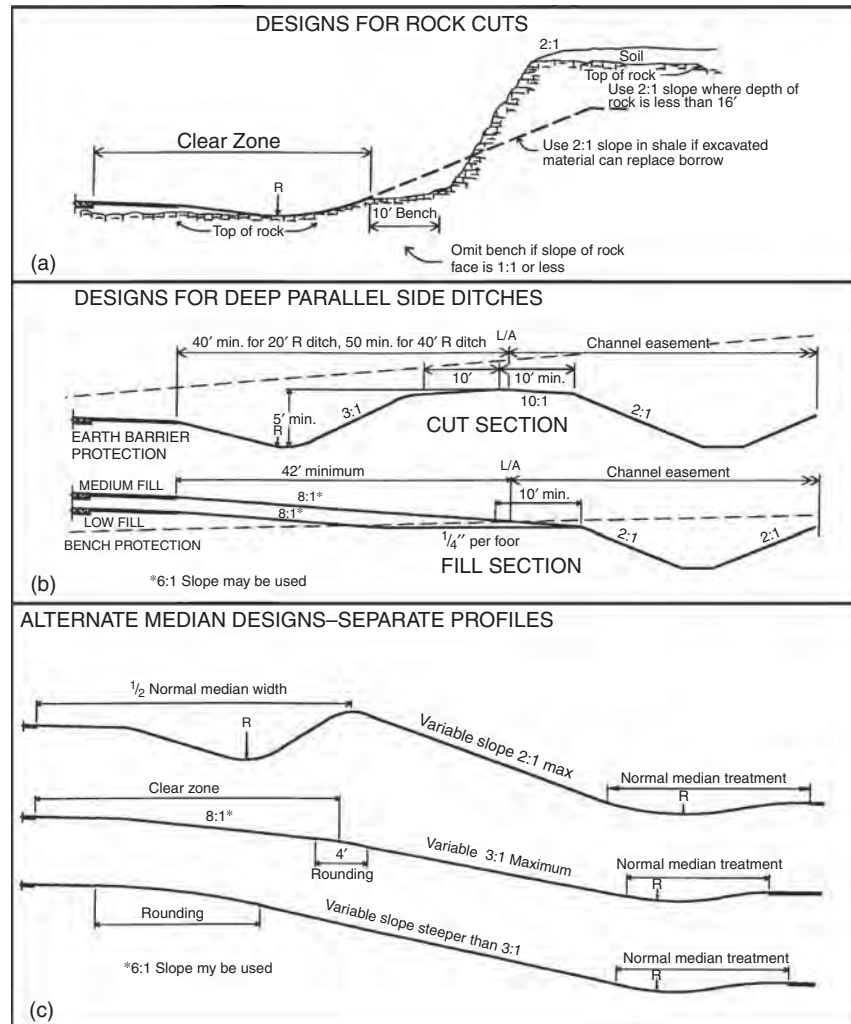 DESIGNS FOR ROCK CUTS
2:1
Soil
Top of rock
Use 2:1 slope where depth of
rock is less than 16'
Clear Zone
Use 2:1 slope in shale if excavated
material can replace borrow
R
10' Bench
Top of rock
Omit bench if slope of rock
face is 1:1 or less
(a)
DESIGNS FOR DEEP PARALLEL SIDE DITCHES
40' min. for 20' R ditch, 50 min. for 40' R ditch
L/A
Channel easement
10'
10' min.
5' min.
R
3:1
10:1
2:1
CUT SECTION
EARTH BARRIER
PROTECTION
42' minimum
L/A
Channel easement
MEDIUM FILL
8:1*
10' min.
8:1*
LOW FILL
BENCH PROTECTION
1/4" per foor
2:1
2:1
FILL SECTION
*6:1 Slope may be used
(b)
ALTERNATE MEDIAN DESIGNS–SEPARATE PROFILES
1/2 Normal median width
R
Variable slope 2:1 max
Normal median treatment
R
Clear zone
8:1*
4'
Rounding
Variable 3:1 Maximum
Normal median treatment
R
Rounding
Variable slope steeper than 3:1
Normal median treatment
R
*6:1 Slope my be used
(c)